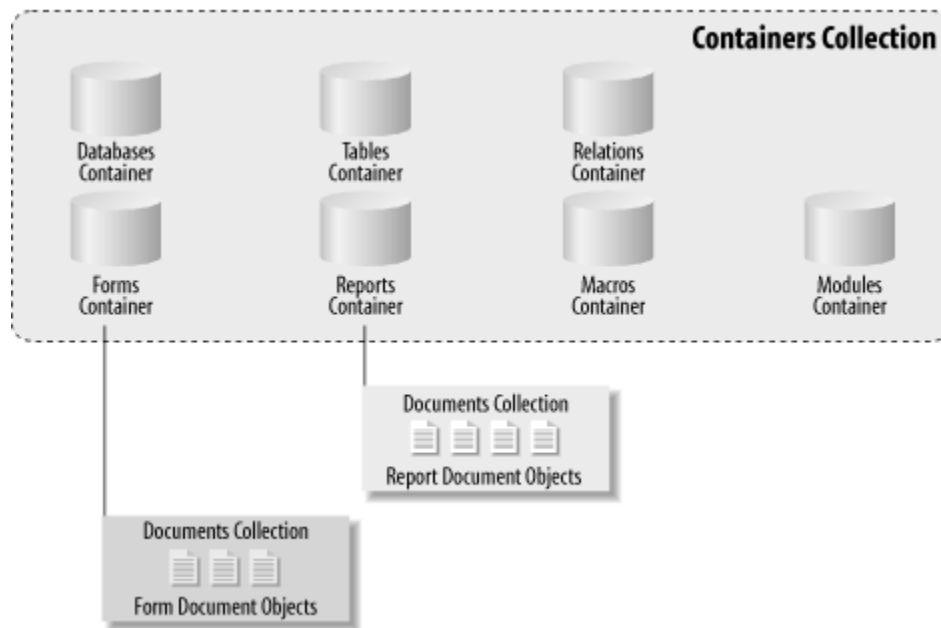 Containers Collection
Databases
Container
Tables
Container
Relations
Container
Forms
Container
Reports
Container
Macros
Container
Modules
Container
Documents Collection
Report Document Objects
Documents Collection
Form Document Objects